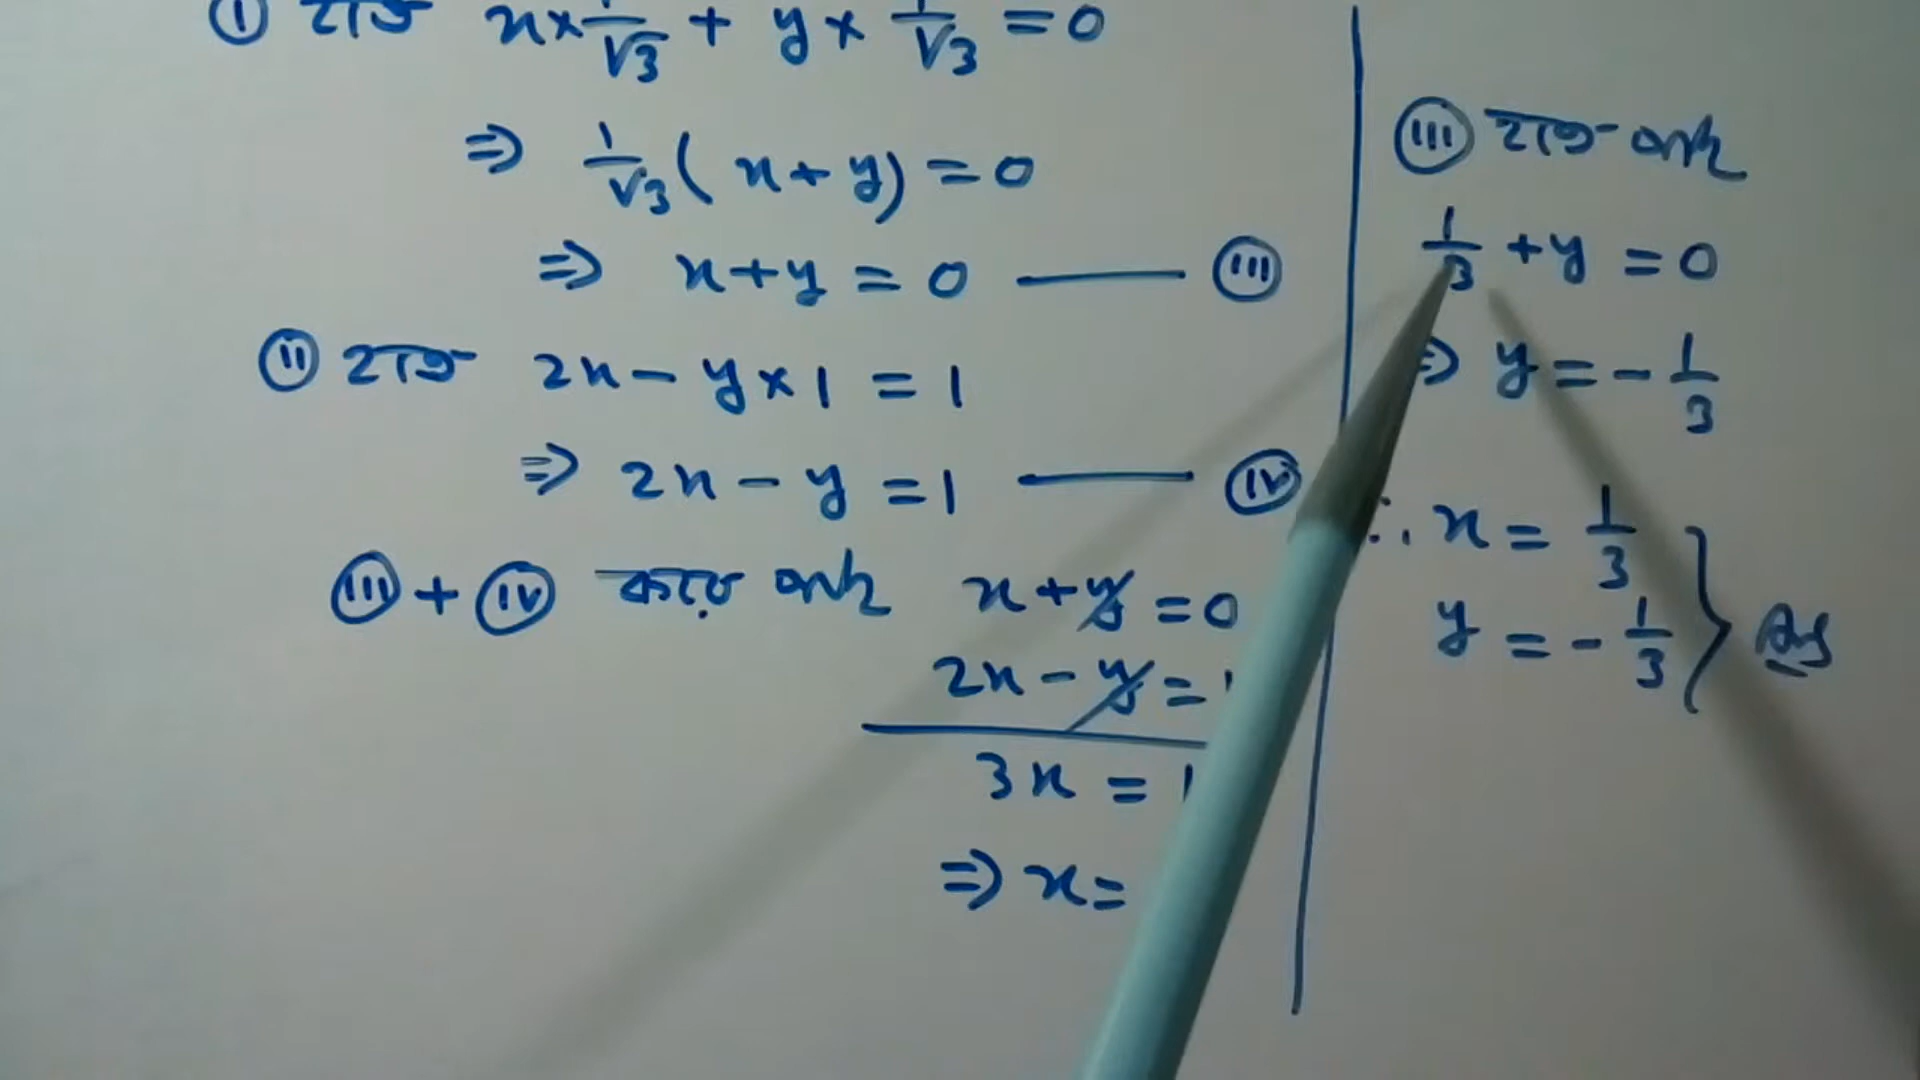 (i) হতে x × 1/√3 + y × 1/√3 = 0
⇒ 1/√3 (x + y) = 0
⇒ x + y = 0 —— (iii)
(ii) হতে 2x − y × 1 = 1
⇒ 2x − y = 1 —— (iv)
(iii) + (iv) করে পাই x + y = 0
2x − y = 1
3x = 1
⇒ x =
(iii) হতে পাই
1/3 + y = 0
⇒ y = − 1/3
∴ x = 1/3
y = − 1/3 } Ans